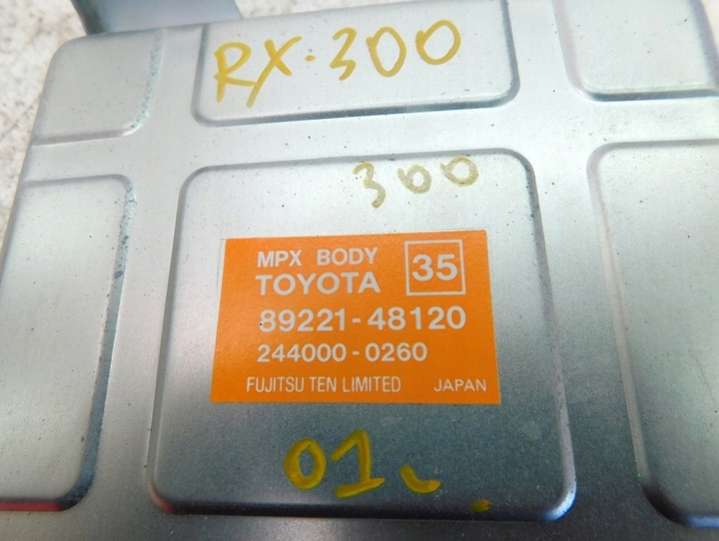 RX-300
300
MPX BODY
TOYOTA
35
89221-48120
244000-0260
FUJITSU TEN LIMITED JAPAN
01